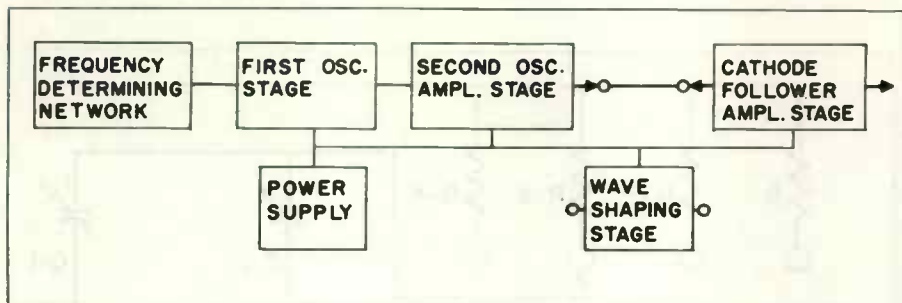 FREQUENCY
DETERMINING
NETWORK
FIRST OSC.
STAGE
SECOND OSC.
AMPL. STAGE
CATHODE
FOLLOWER
AMPL. STAGE
POWER
SUPPLY
WAVE
SHAPING
STAGE